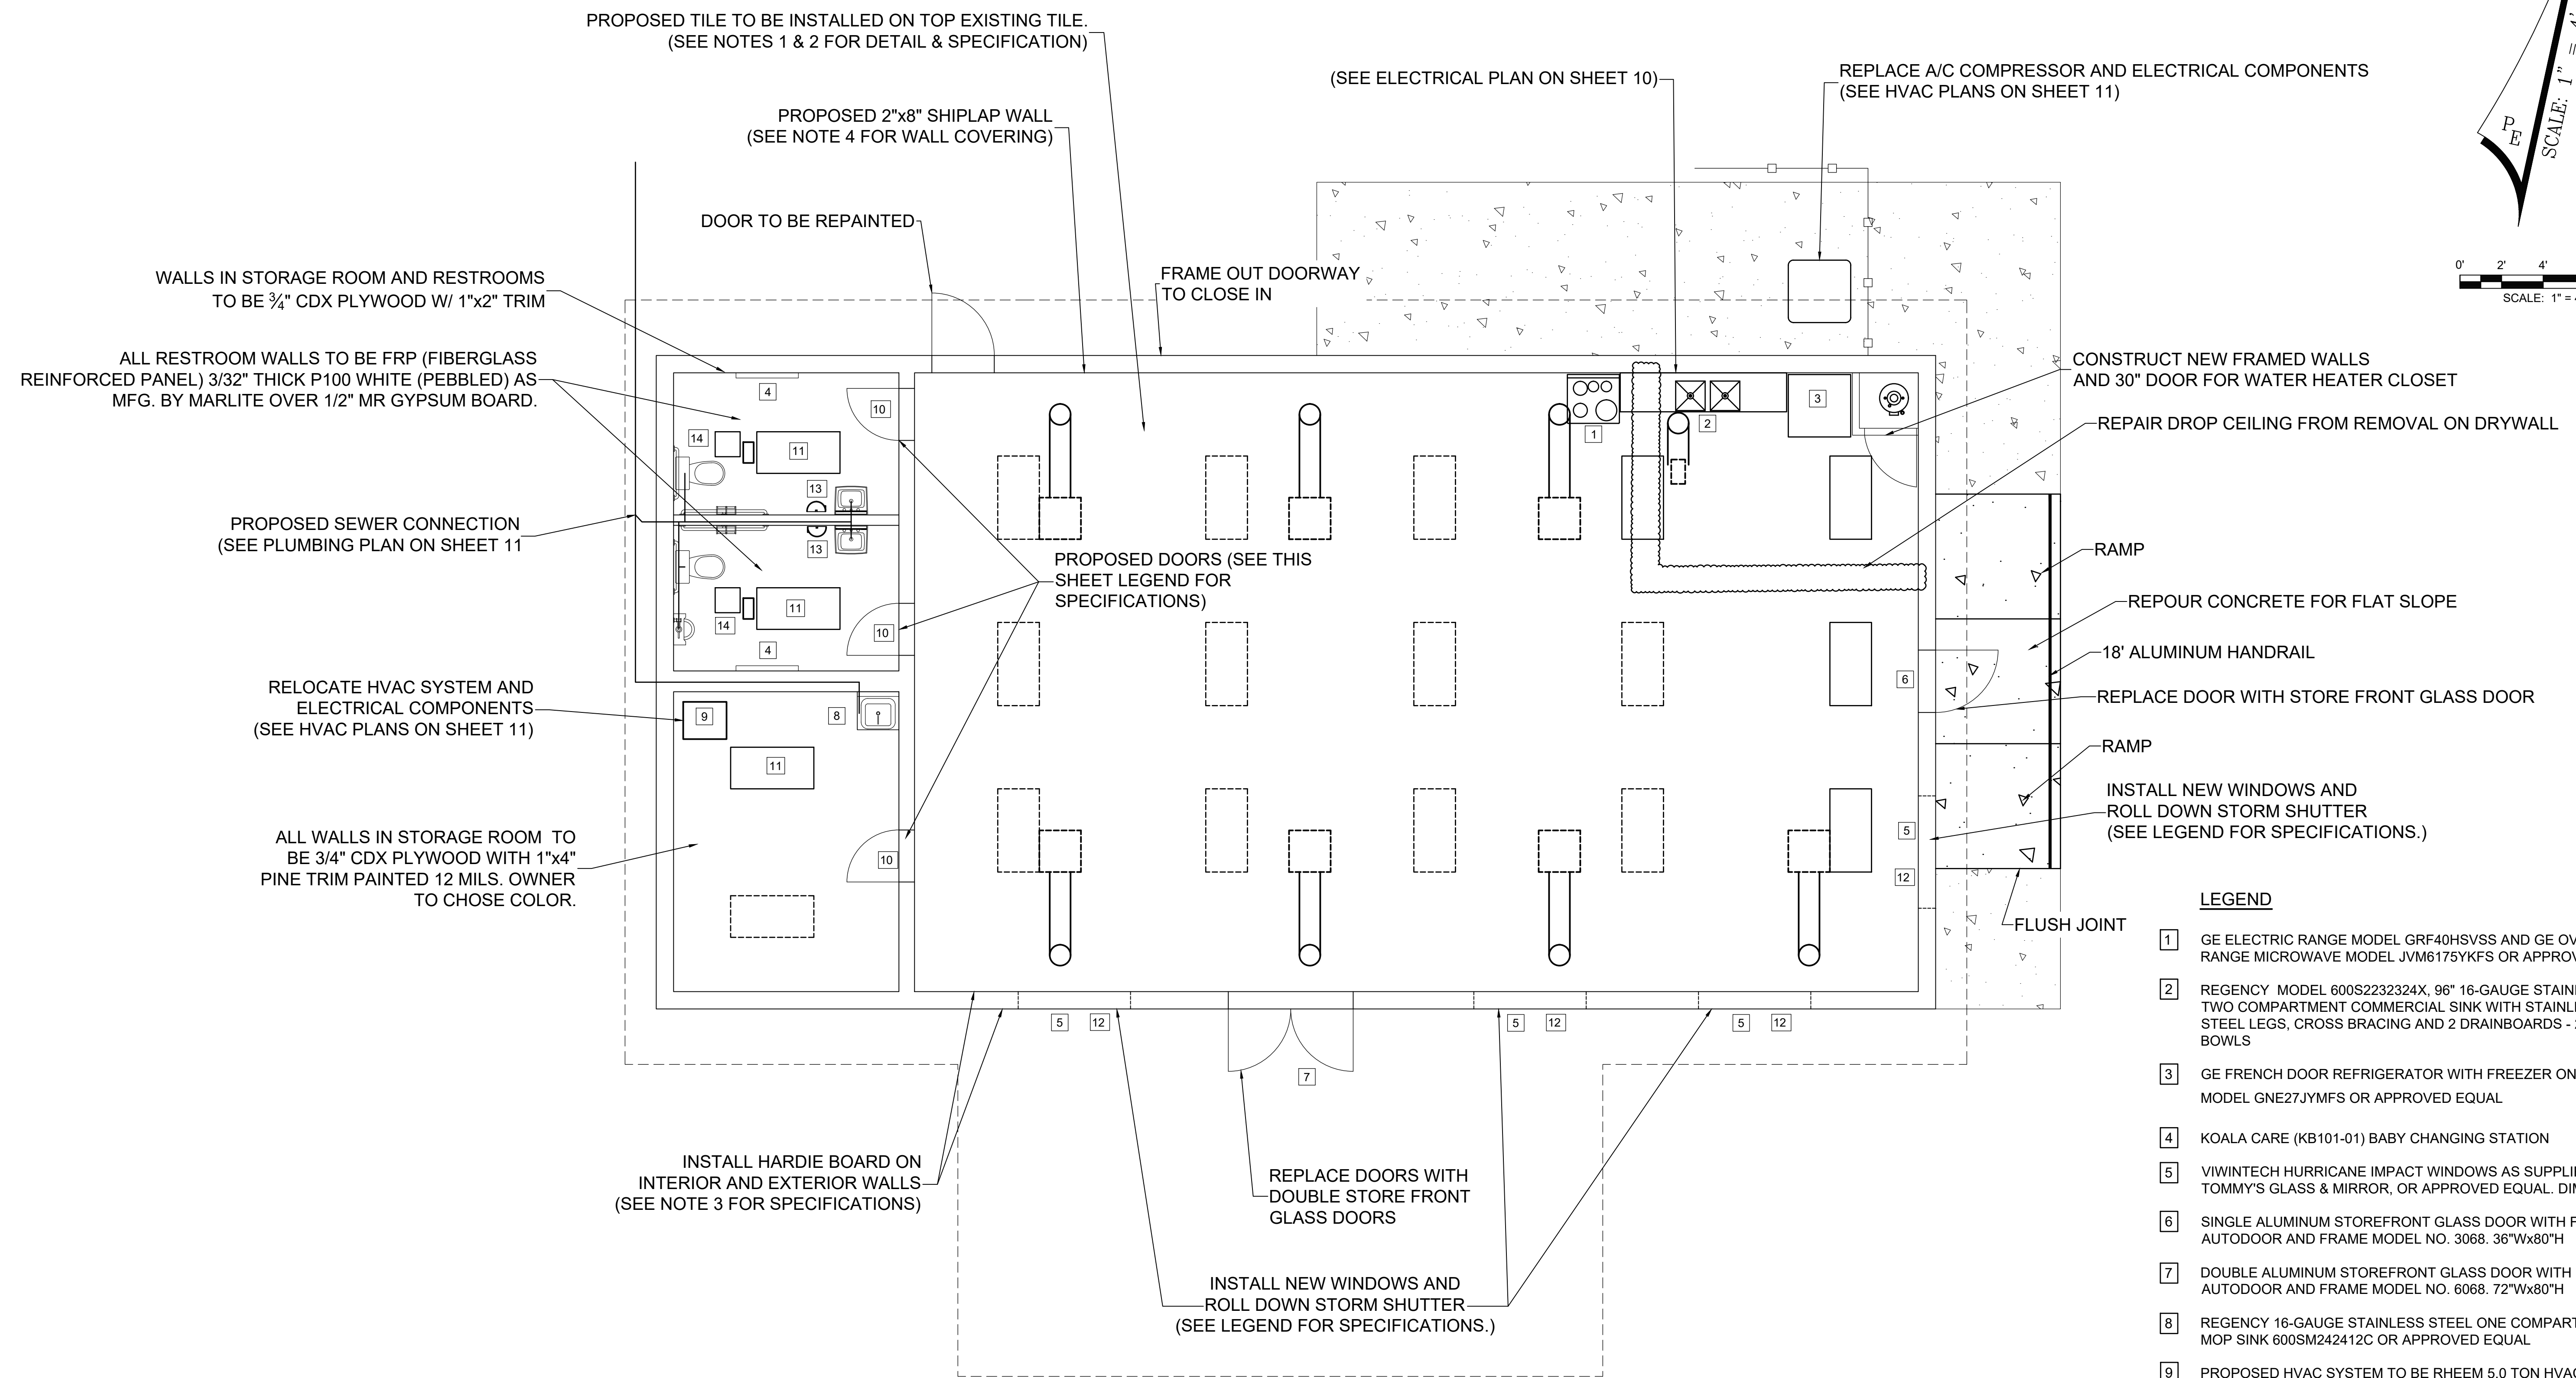 PROPOSED TILE TO BE INSTALLED ON TOP EXISTING TILE.
(SEE NOTES 1 & 2 FOR DETAIL & SPECIFICATION)
(SEE ELECTRICAL PLAN ON SHEET 10)
REPLACE A/C COMPRESSOR AND ELECTRICAL COMPONENTS
(SEE HVAC PLANS ON SHEET 11)
PROPOSED 2"x8" SHIPLAP WALL
(SEE NOTE 4 FOR WALL COVERING)
PE
SCALE: 1" = 4'
0' 2' 4'
SCALE: 1" =
DOOR TO BE REPAINTED
FRAME OUT DOORWAY
TO CLOSE IN
WALLS IN STORAGE ROOM AND RESTROOMS
TO BE ¾" CDX PLYWOOD W/ 1"x2" TRIM
ALL RESTROOM WALLS TO BE FRP (FIBERGLASS
REINFORCED PANEL) 3/32" THICK P100 WHITE (PEBBLED) AS
MFG. BY MARLITE OVER 1/2" MR GYPSUM BOARD.
CONSTRUCT NEW FRAMED WALLS
AND 30" DOOR FOR WATER HEATER CLOSET
REPAIR DROP CEILING FROM REMOVAL ON DRYWALL
4
10
3
1
2
14
11
13
13
11
14
10
4
PROPOSED SEWER CONNECTION
(SEE PLUMBING PLAN ON SHEET 11
PROPOSED DOORS (SEE THIS
SHEET LEGEND FOR
SPECIFICATIONS)
RAMP
REPOUR CONCRETE FOR FLAT SLOPE
18' ALUMINUM HANDRAIL
6
REPLACE DOOR WITH STORE FRONT GLASS DOOR
RAMP
RELOCATE HVAC SYSTEM AND
ELECTRICAL COMPONENTS
(SEE HVAC PLANS ON SHEET 11)
9
8
11
INSTALL NEW WINDOWS AND
ROLL DOWN STORM SHUTTER
(SEE LEGEND FOR SPECIFICATIONS.)
5
12
ALL WALLS IN STORAGE ROOM TO
BE 3/4" CDX PLYWOOD WITH 1"x4"
PINE TRIM PAINTED 12 MILS. OWNER
TO CHOSE COLOR.
10
FLUSH JOINT
5 12
5 12
5 12
7
INSTALL HARDIE BOARD ON
INTERIOR AND EXTERIOR WALLS
(SEE NOTE 3 FOR SPECIFICATIONS)
REPLACE DOORS WITH
DOUBLE STORE FRONT
GLASS DOORS
INSTALL NEW WINDOWS AND
ROLL DOWN STORM SHUTTER
(SEE LEGEND FOR SPECIFICATIONS.)
LEGEND
1 GE ELECTRIC RANGE MODEL GRF40HSVSS AND GE OV
RANGE MICROWAVE MODEL JVM6175YKFS OR APPROV
2 REGENCY MODEL 600S2232324X, 96" 16-GAUGE STAIN
TWO COMPARTMENT COMMERCIAL SINK WITH STAINL
STEEL LEGS, CROSS BRACING AND 2 DRAINBOARDS -
BOWLS
3 GE FRENCH DOOR REFRIGERATOR WITH FREEZER ON
MODEL GNE27JYMFS OR APPROVED EQUAL
4 KOALA CARE (KB101-01) BABY CHANGING STATION
5 VIWINTECH HURRICANE IMPACT WINDOWS AS SUPPLI
TOMMY'S GLASS & MIRROR, OR APPROVED EQUAL. DI
6 SINGLE ALUMINUM STOREFRONT GLASS DOOR WITH F
AUTODOOR AND FRAME MODEL NO. 3068. 36"Wx80"H
7 DOUBLE ALUMINUM STOREFRONT GLASS DOOR WITH
AUTODOOR AND FRAME MODEL NO. 6068. 72"Wx80"H
8 REGENCY 16-GAUGE STAINLESS STEEL ONE COMPART
MOP SINK 600SM242412C OR APPROVED EQUAL
9 PROPOSED HVAC SYSTEM TO BE RHEEM 5.0 TON HVAC